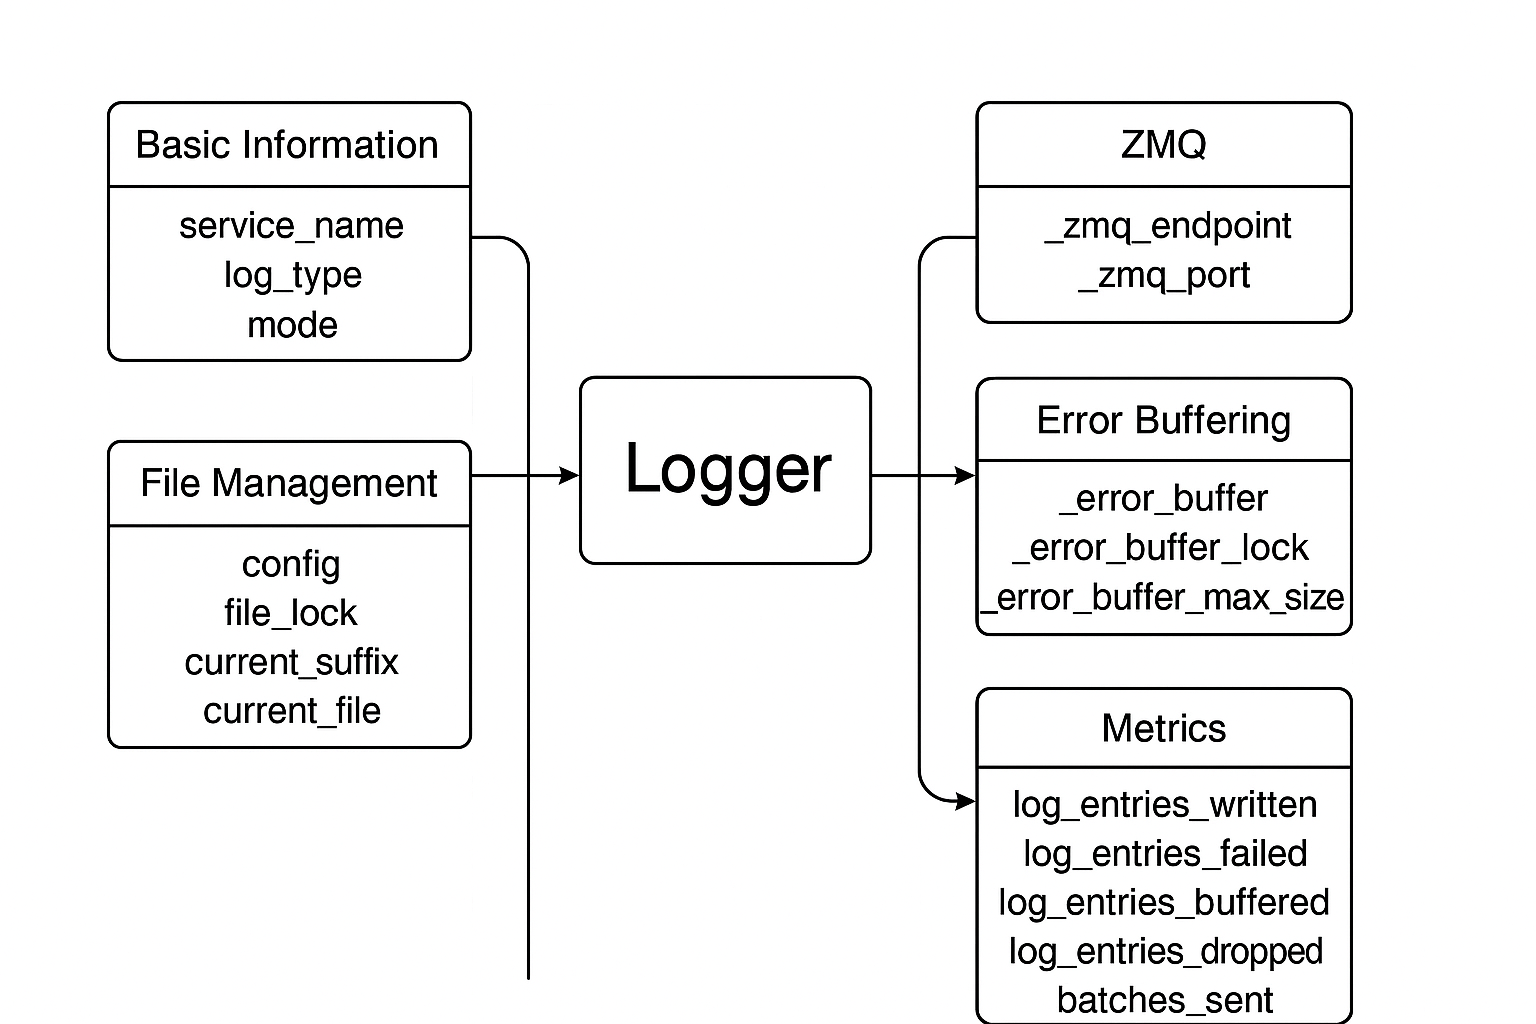 Basic Information
service_name
log_type
mode
File Management
config
file_lock
current_suffix
current_file
Logger
ZMQ
_zmq_endpoint
_zmq_port
Error Buffering
_error_buffer
_error_buffer_lock
_error_buffer_max_size
Metrics
log_entries_written
log_entries_failed
log_entries_buffered
log_entries_dropped
batches_sent